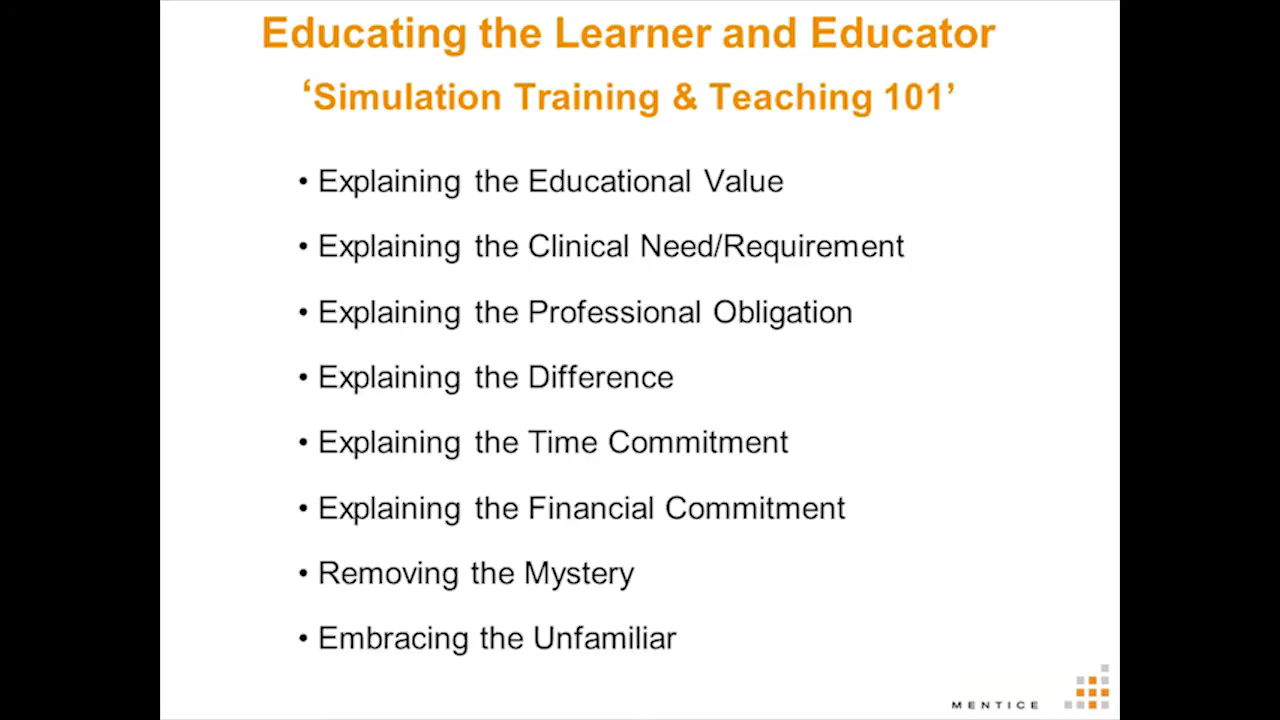 Educating the Learner and Educator
‘Simulation Training & Teaching 101’
• Explaining the Educational Value
• Explaining the Clinical Need/Requirement
• Explaining the Professional Obligation
• Explaining the Difference
• Explaining the Time Commitment
• Explaining the Financial Commitment
• Removing the Mystery
• Embracing the Unfamiliar
MENTICE